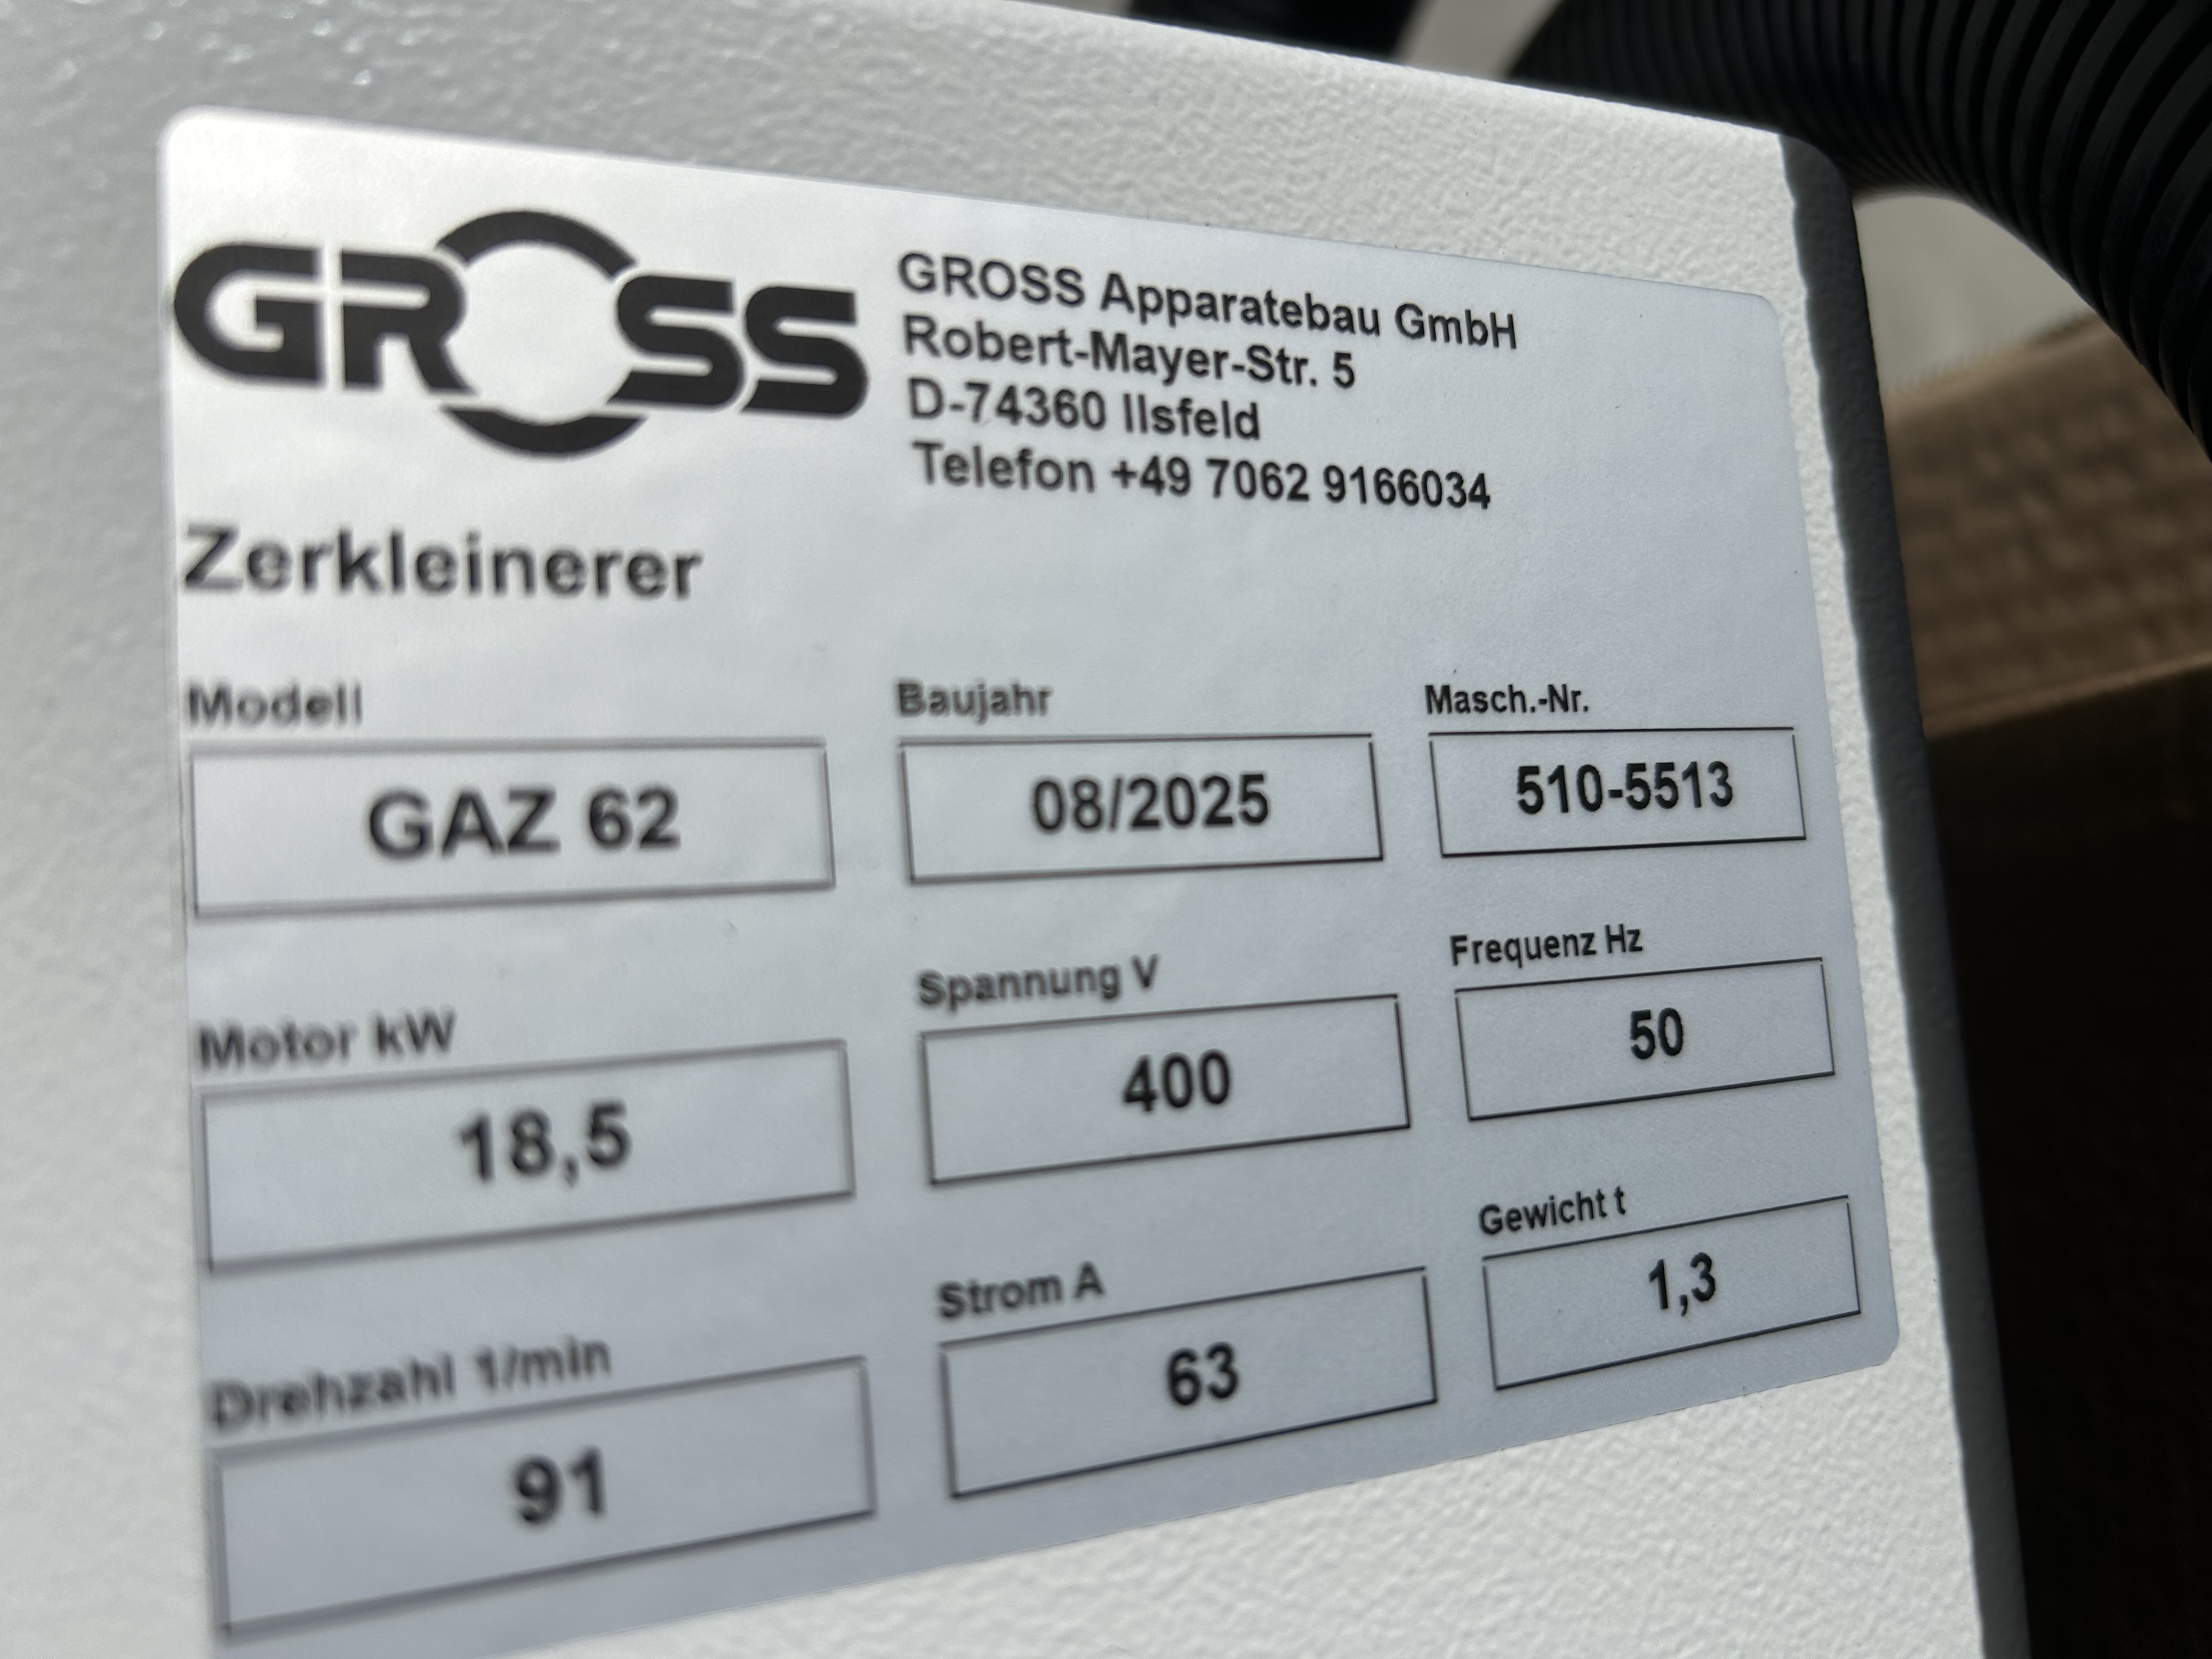 GROSS
GROSS Apparatebau GmbH
Robert-Mayer-Str. 5
D-74360 Ilsfeld
Telefon +49 7062 9166034
Zerkleinerer
Modell Baujahr Masch.-Nr.
GAZ 62 08/2025 510-5513
Motor kW Spannung V Frequenz Hz
18,5 400 50
Drehzahl 1/min Strom A Gewicht t
91 63 1,3